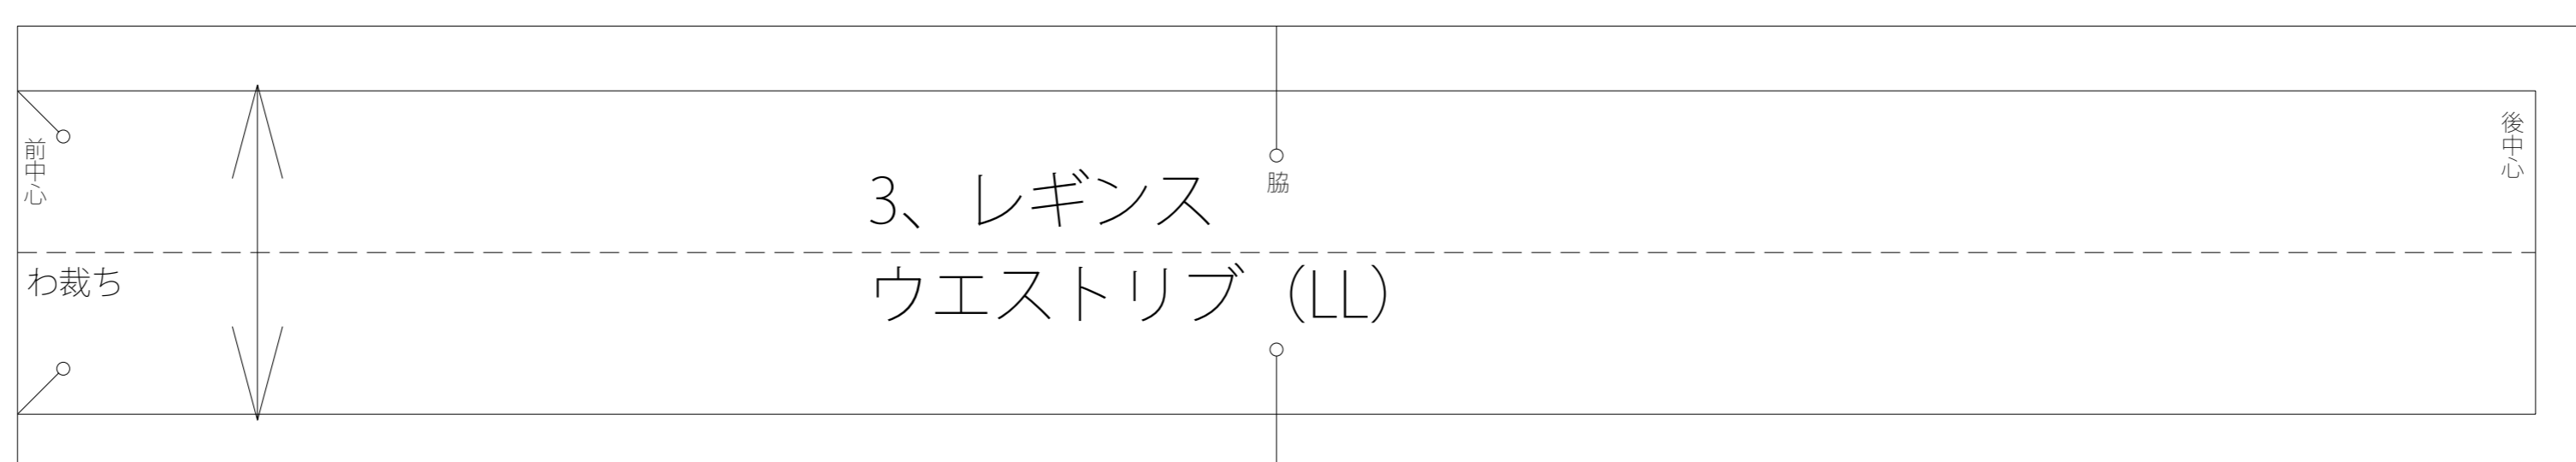 前中心
後中心
脇
3、レギンス
わ裁ち
ウエストリブ（LL）